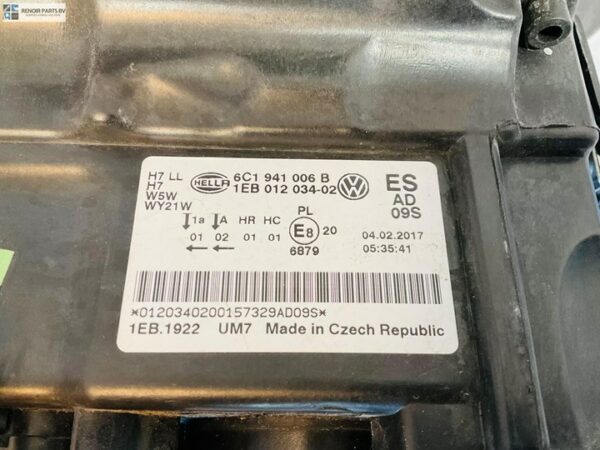 RENOIR PARTS BV
H7 LL
H7
W5W
WY21W
HELLA
6C1 941 006 B
1EB 012 034-02
VW
ES
AD
09S
1a A HR HC
01 02 01 01
PL
E8 20
6879
04.02.2017
05:35:41
*0120340200157329AD09S*
1EB.1922 UM7 Made in Czech Republic